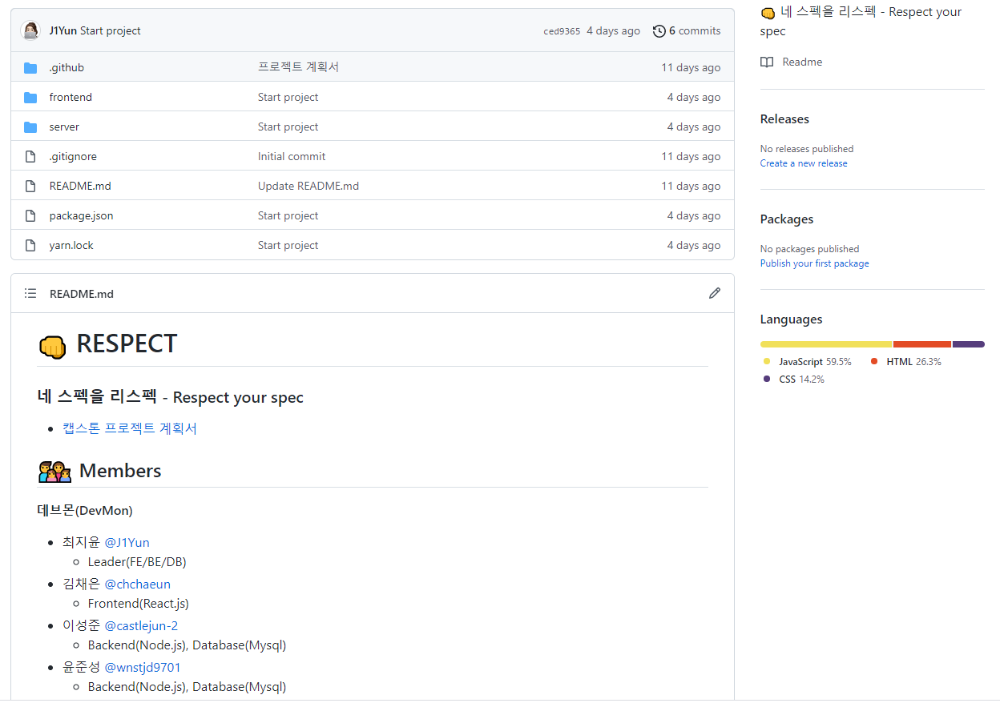 J1Yun Start project ced9365 4 days ago 6 commits
.github 프로젝트 계획서 11 days ago
frontend Start project 4 days ago
server Start project 4 days ago
.gitignore Initial commit 11 days ago
README.md Update README.md 11 days ago
package.json Start project 4 days ago
yarn.lock Start project 4 days ago
README.md
👊 RESPECT
네 스펙을 리스펙 - Respect your spec
캡스톤 프로젝트 계획서
👨‍👩‍👧‍👦 Members
데브몬(DevMon)
최지윤 @J1Yun
Leader(FE/BE/DB)
김채은 @chchaeun
Frontend(React.js)
이성준 @castlejun-2
Backend(Node.js), Database(Mysql)
윤준성 @wnstjd9701
Backend(Node.js), Database(Mysql)
👊 네 스펙을 리스펙 - Respect your
spec
Readme
Releases
No releases published
Create a new release
Packages
No packages published
Publish your first package
Languages
JavaScript 59.5% HTML 26.3%
CSS 14.2%